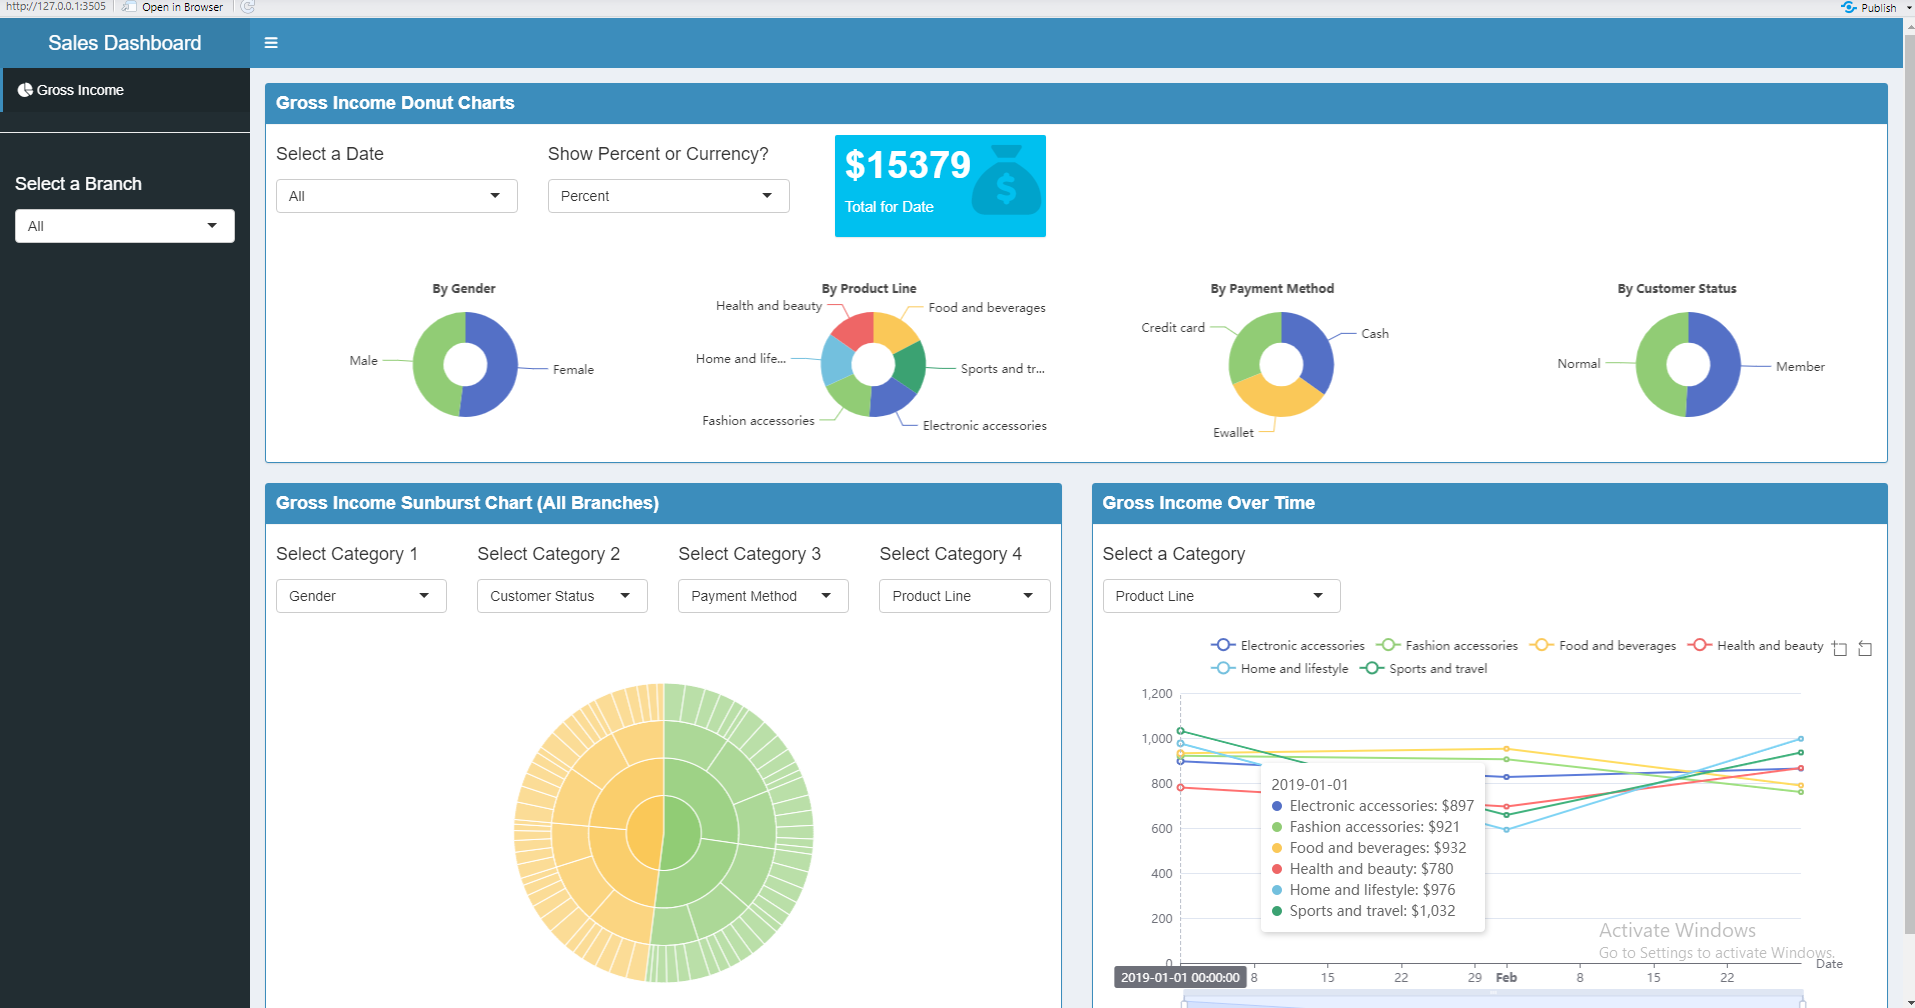 http://127.0.0.1:3505 Open in Browser Publish
Sales Dashboard
Gross Income
Select a Branch
All
Gross Income Donut Charts
Select a Date Show Percent or Currency?
All Percent
$15379
Total for Date
By Gender
Male Female
By Product Line
Health and beauty Food and beverages
Home and life... Sports and tr...
Fashion accessories Electronic accessories
By Payment Method
Credit card Cash
Ewallet
By Customer Status
Normal Member
Gross Income Sunburst Chart (All Branches)
Select Category 1 Select Category 2 Select Category 3 Select Category 4
Gender Customer Status Payment Method Product Line
Gross Income Over Time
Select a Category
Product Line
Electronic accessories Fashion accessories Food and beverages Health and beauty
Home and lifestyle Sports and travel
1,200
1,000
800
600
400
200
0
2019-01-01
Electronic accessories: $897
Fashion accessories: $921
Food and beverages: $932
Health and beauty: $780
Home and lifestyle: $976
Sports and travel: $1,032
Activate Windows
Go to Settings to activate Windows.
Date
2019-01-01 00:00:00 8 15 22 29 Feb 8 15 22